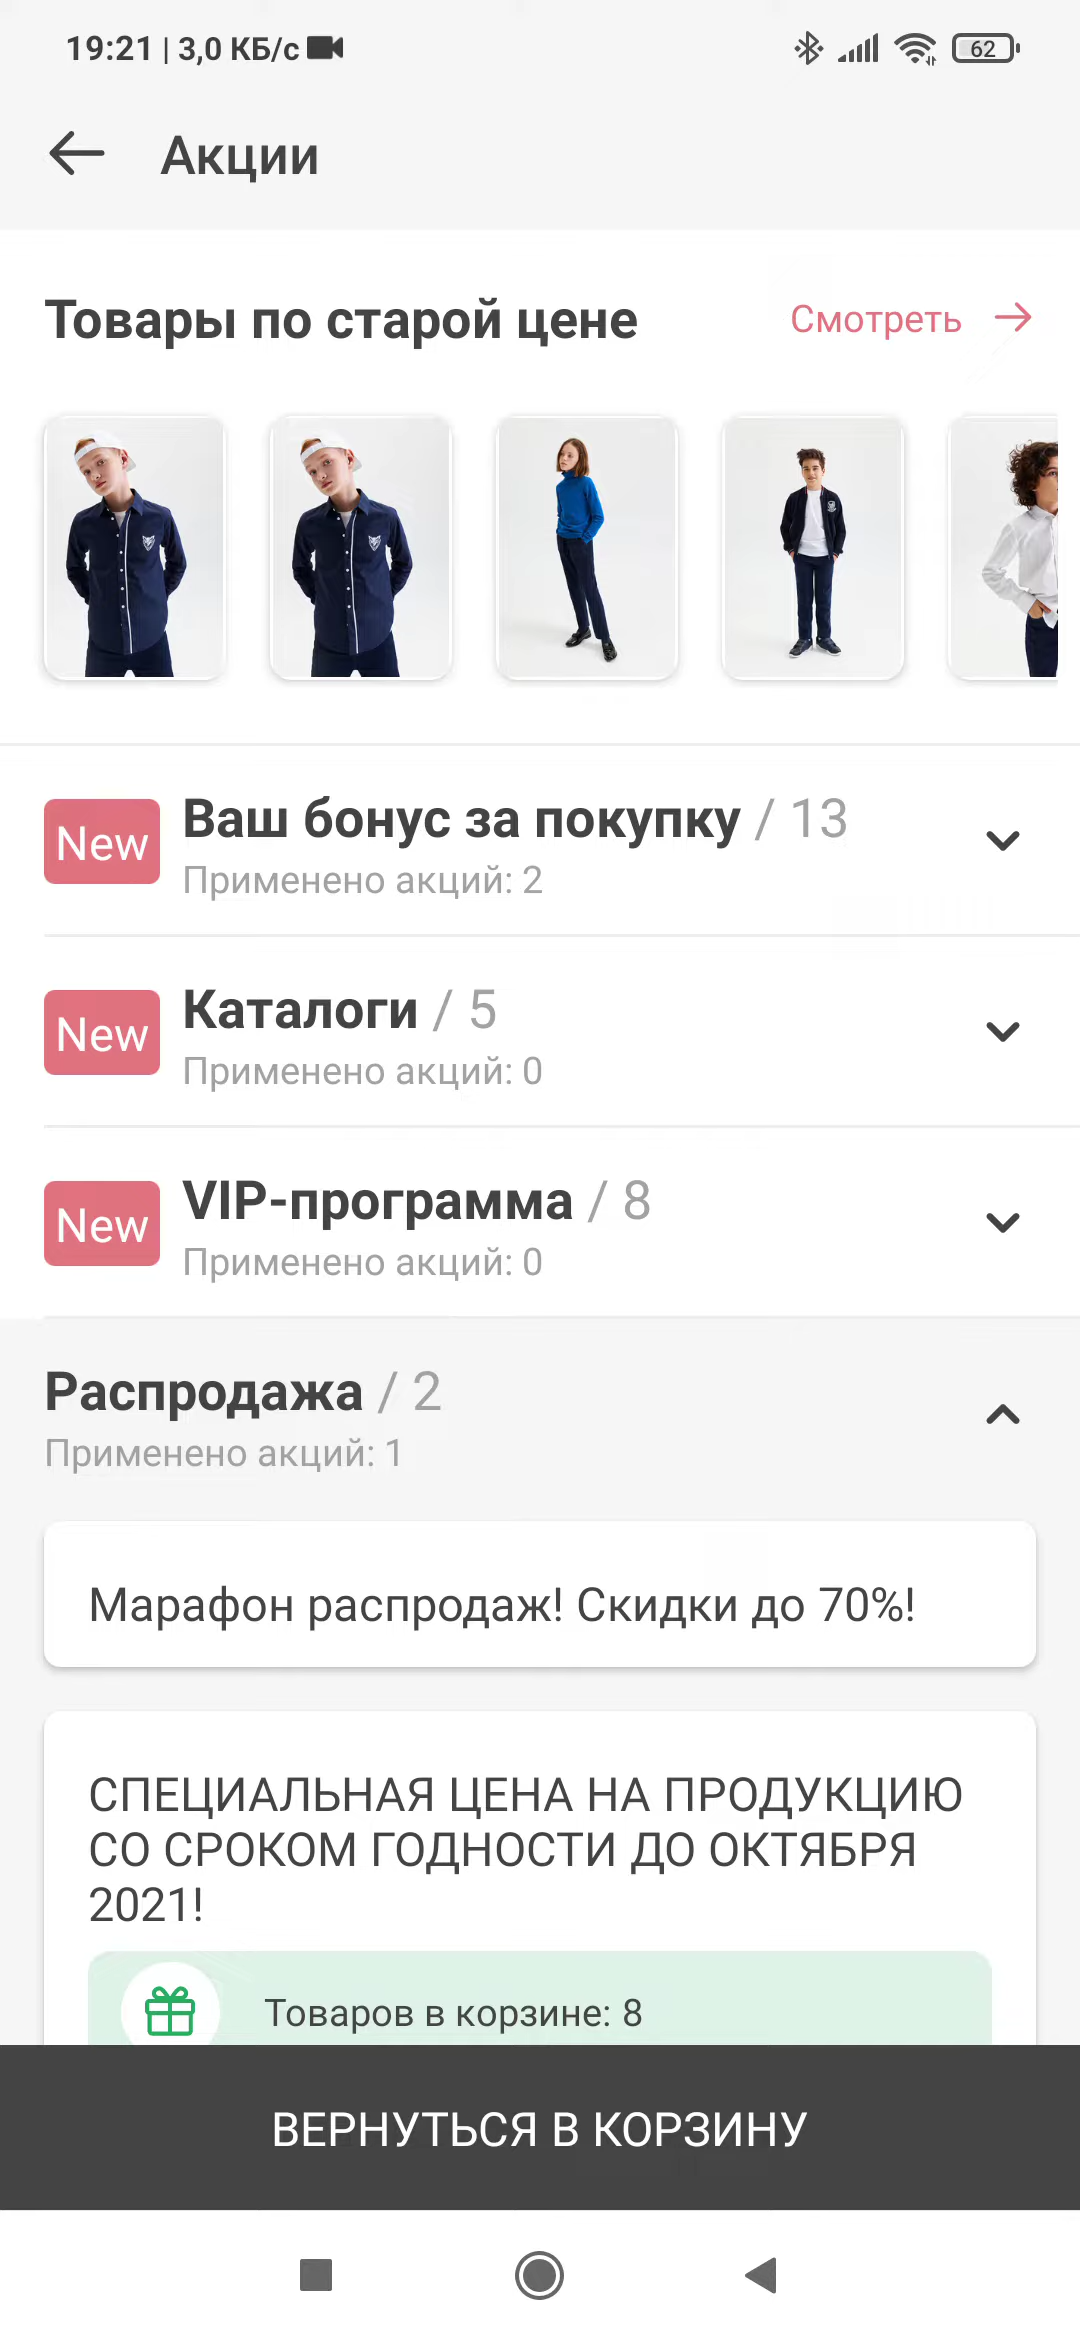 19:21 | 3,0 КБ/с
62
Акции
Товары по старой цене
Смотреть
New
Ваш бонус за покупку / 13
Применено акций: 2
New
Каталоги / 5
Применено акций: 0
New
VIP-программа / 8
Применено акций: 0
Распродажа / 2
Применено акций: 1
Марафон распродаж! Скидки до 70%!
СПЕЦИАЛЬНАЯ ЦЕНА НА ПРОДУКЦИЮ
СО СРОКОМ ГОДНОСТИ ДО ОКТЯБРЯ
2021!
Товаров в корзине: 8
ВЕРНУТЬСЯ В КОРЗИНУ